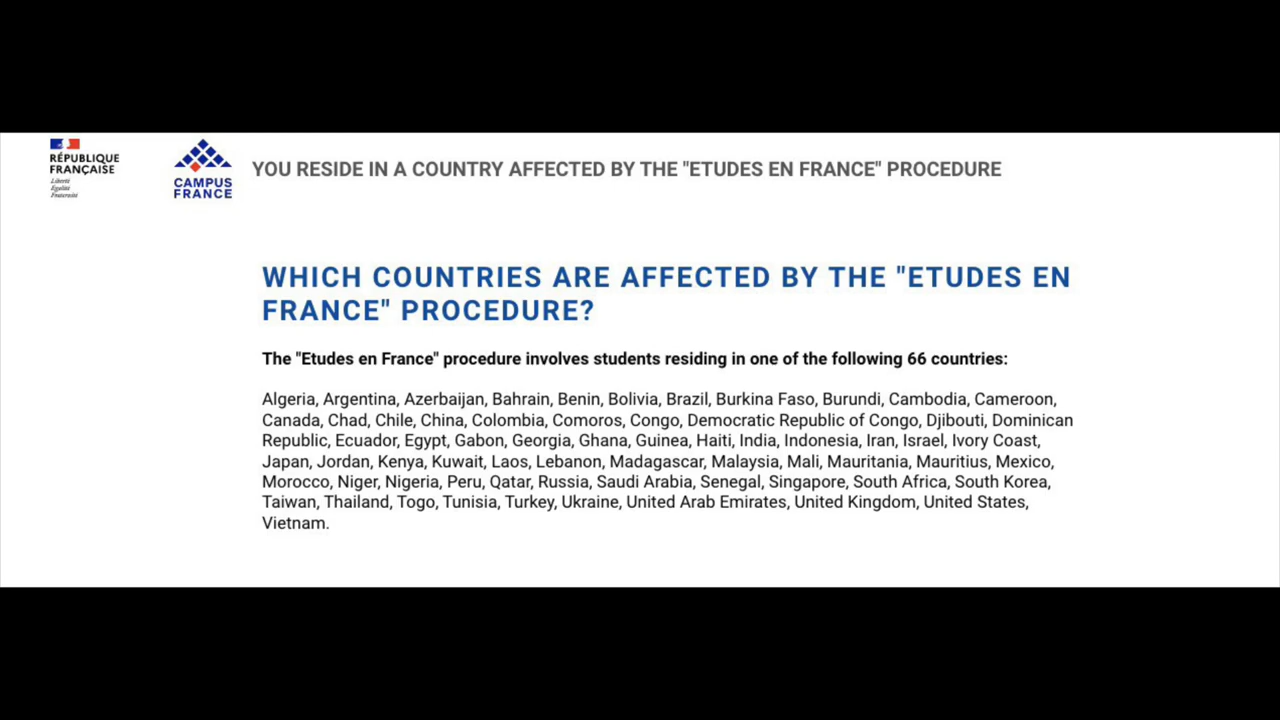 RÉPUBLIQUE
FRANÇAISE
Liberté
Égalité
Fraternité
CAMPUS
FRANCE
YOU RESIDE IN A COUNTRY AFFECTED BY THE "ETUDES EN FRANCE" PROCEDURE
WHICH COUNTRIES ARE AFFECTED BY THE "ETUDES EN
FRANCE" PROCEDURE?
The "Etudes en France" procedure involves students residing in one of the following 66 countries:
Algeria, Argentina, Azerbaijan, Bahrain, Benin, Bolivia, Brazil, Burkina Faso, Burundi, Cambodia, Cameroon,
Canada, Chad, Chile, China, Colombia, Comoros, Congo, Democratic Republic of Congo, Djibouti, Dominican
Republic, Ecuador, Egypt, Gabon, Georgia, Ghana, Guinea, Haiti, India, Indonesia, Iran, Israel, Ivory Coast,
Japan, Jordan, Kenya, Kuwait, Laos, Lebanon, Madagascar, Malaysia, Mali, Mauritania, Mauritius, Mexico,
Morocco, Niger, Nigeria, Peru, Qatar, Russia, Saudi Arabia, Senegal, Singapore, South Africa, South Korea,
Taiwan, Thailand, Togo, Tunisia, Turkey, Ukraine, United Arab Emirates, United Kingdom, United States,
Vietnam.